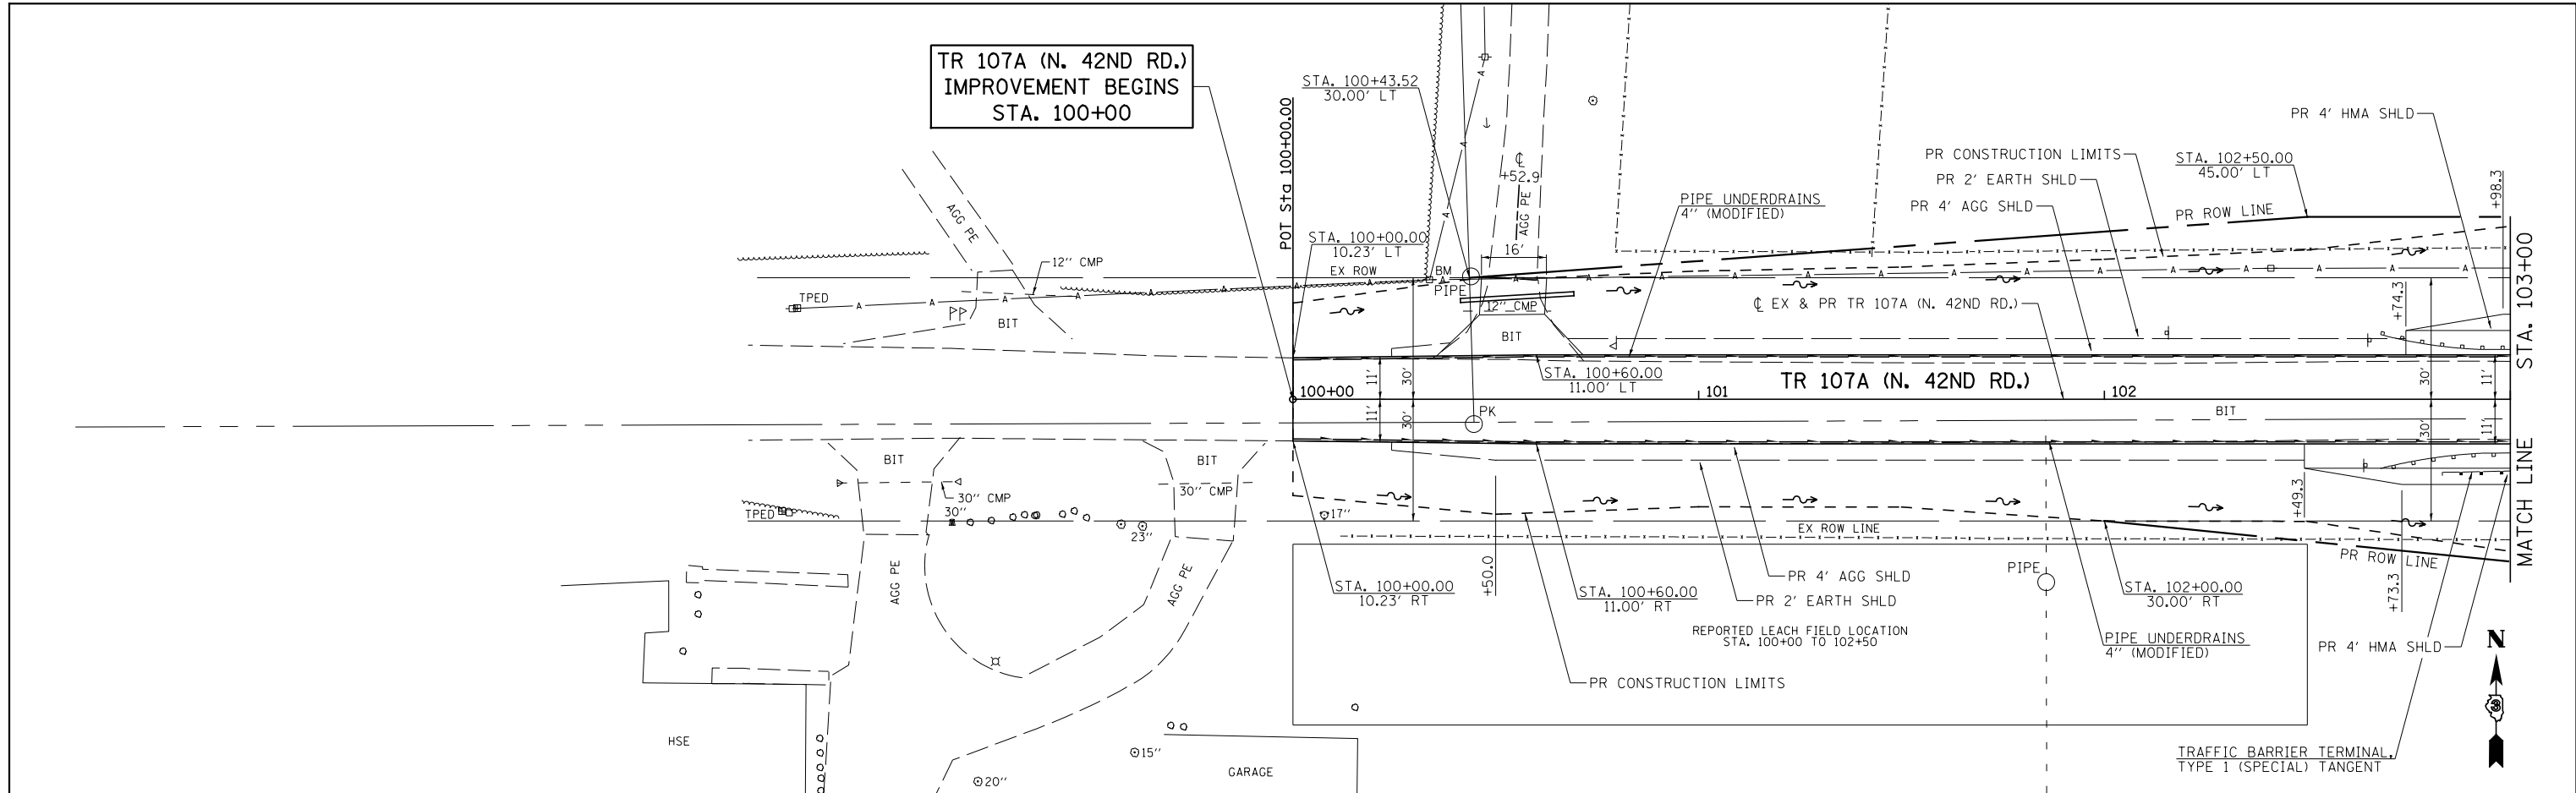 TR 107A (N. 42ND RD.)
IMPROVEMENT BEGINS
STA. 100+00
STA. 100+43.52
30.00' LT
POT Sta 100+00.00
℄
+52.9
AGG PE
16'
PR 4' HMA SHLD
PR CONSTRUCTION LIMITS
STA. 102+50.00
45.00' LT
PR 2' EARTH SHLD
PR 4' AGG SHLD
PR ROW LINE
+98.3
PIPE UNDERDRAINS
4" (MODIFIED)
AGG PE
12" CMP
STA. 100+00.00
10.23' LT
EX ROW
BM
PIPE
TPED
A A A A A A A A A A A A A A A A A A A A A A A A
PP
BIT
12" CMP
BIT
℄ EX & PR TR 107A (N. 42ND RD.)
+74.3
STA. 103+00
MATCH LINE
11'
30'
STA. 100+60.00
11.00' LT
TR 107A (N. 42ND RD.)
30'
11'
100+00
101
102
11'
30'
PK
BIT
30'
11'
BIT
BIT
30" CMP
30" CMP
30"
TPED
23"
17"
EX ROW LINE
+49.3
+50.0
AGG PE
AGG PE
PIPE
PR ROW LINE
STA. 100+00.00
10.23' RT
STA. 100+60.00
11.00' RT
PR 4' AGG SHLD
PR 2' EARTH SHLD
STA. 102+00.00
30.00' RT
+73.3
REPORTED LEACH FIELD LOCATION
STA. 100+00 TO 102+50
PIPE UNDERDRAINS
4" (MODIFIED)
PR 4' HMA SHLD
N
3
PR CONSTRUCTION LIMITS
HSE
15"
20"
GARAGE
TRAFFIC BARRIER TERMINAL,
TYPE 1 (SPECIAL) TANGENT